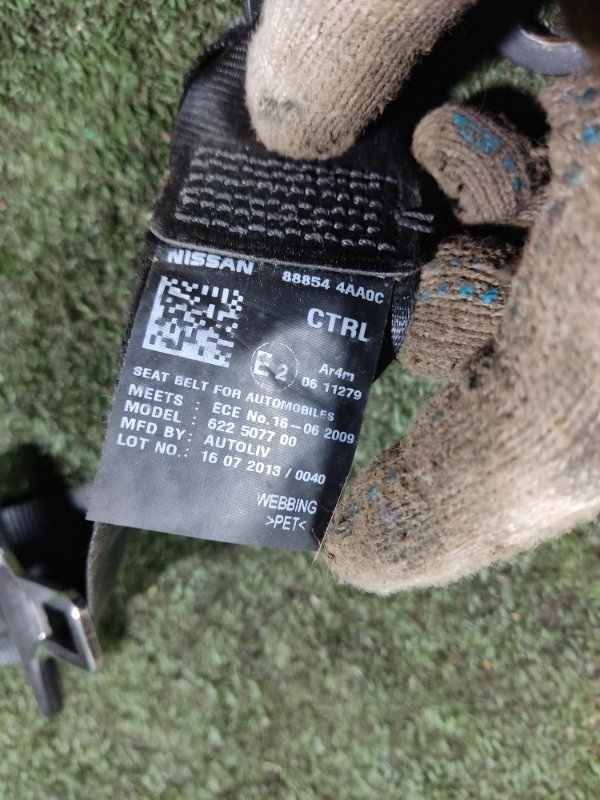 NISSAN 88854 4AA0C
CTRL
E2 Ar4m
06 11279
SEAT BELT FOR AUTOMOBILES
MEETS : ECE No.16-06 2009
MODEL : 622 5077 00
MFD BY : AUTOLIV
LOT NO. : 16 07 2013 / 0040
WEBBING
>PET<